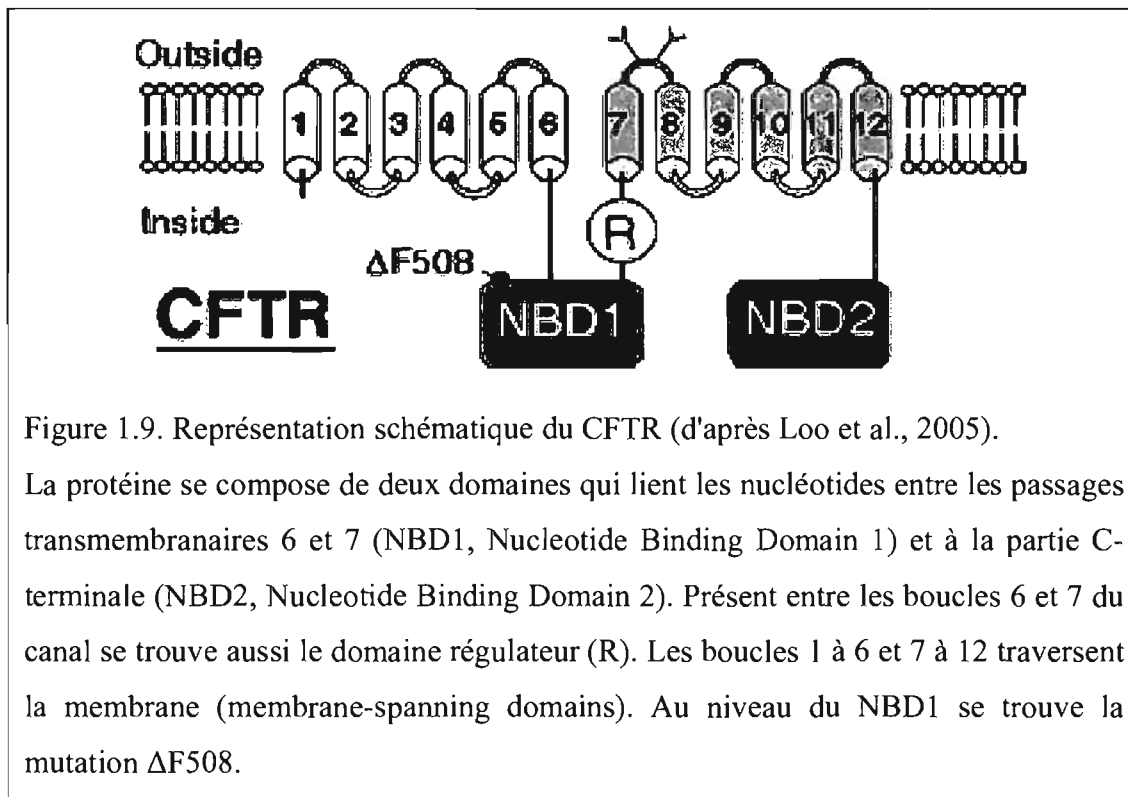 Outside
1 2 3 4 5 6 7 8 9 10 11 12
Inside
R
ΔF508
CFTR
NBD1
NBD2
Figure 1.9. Représentation schématique du CFTR (d'après Loo et al., 2005).
La protéine se compose de deux domaines qui lient les nucléotides entre les passages
transmembranaires 6 et 7 (NBD1, Nucleotide Binding Domain 1) et à la partie C-
terminale (NBD2, Nucleotide Binding Domain 2). Présent entre les boucles 6 et 7 du
canal se trouve aussi le domaine régulateur (R). Les boucles 1 à 6 et 7 à 12 traversent
la membrane (membrane-spanning domains). Au niveau du NBD1 se trouve la
mutation ΔF508.